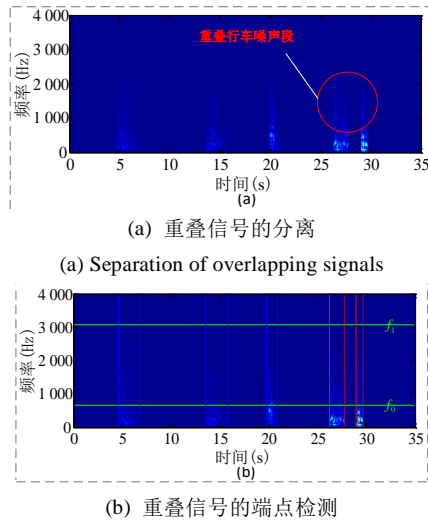 4 000
3 000
2 000
1 000
0
频率(Hz)
重叠行车噪声段
0 5 10 15 20 25 30 35
时间(s)
(a)
(a) 重叠信号的分离
(a) Separation of overlapping signals
4 000
3 000
2 000
1 000
0
频率(Hz)
f₁
f₀
0 5 10 15 20 25 30 35
时间(s)
(b)
(b) 重叠信号的端点检测